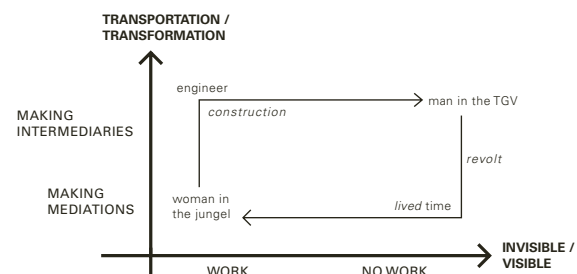 TRANSPORTATION /
TRANSFORMATION
engineer
construction
man in the TGV
MAKING
INTERMEDIARIES
revolt
MAKING
MEDIATIONS
woman in
the jungel
lived time
INVISIBLE /
VISIBLE
WORK
NO WORK